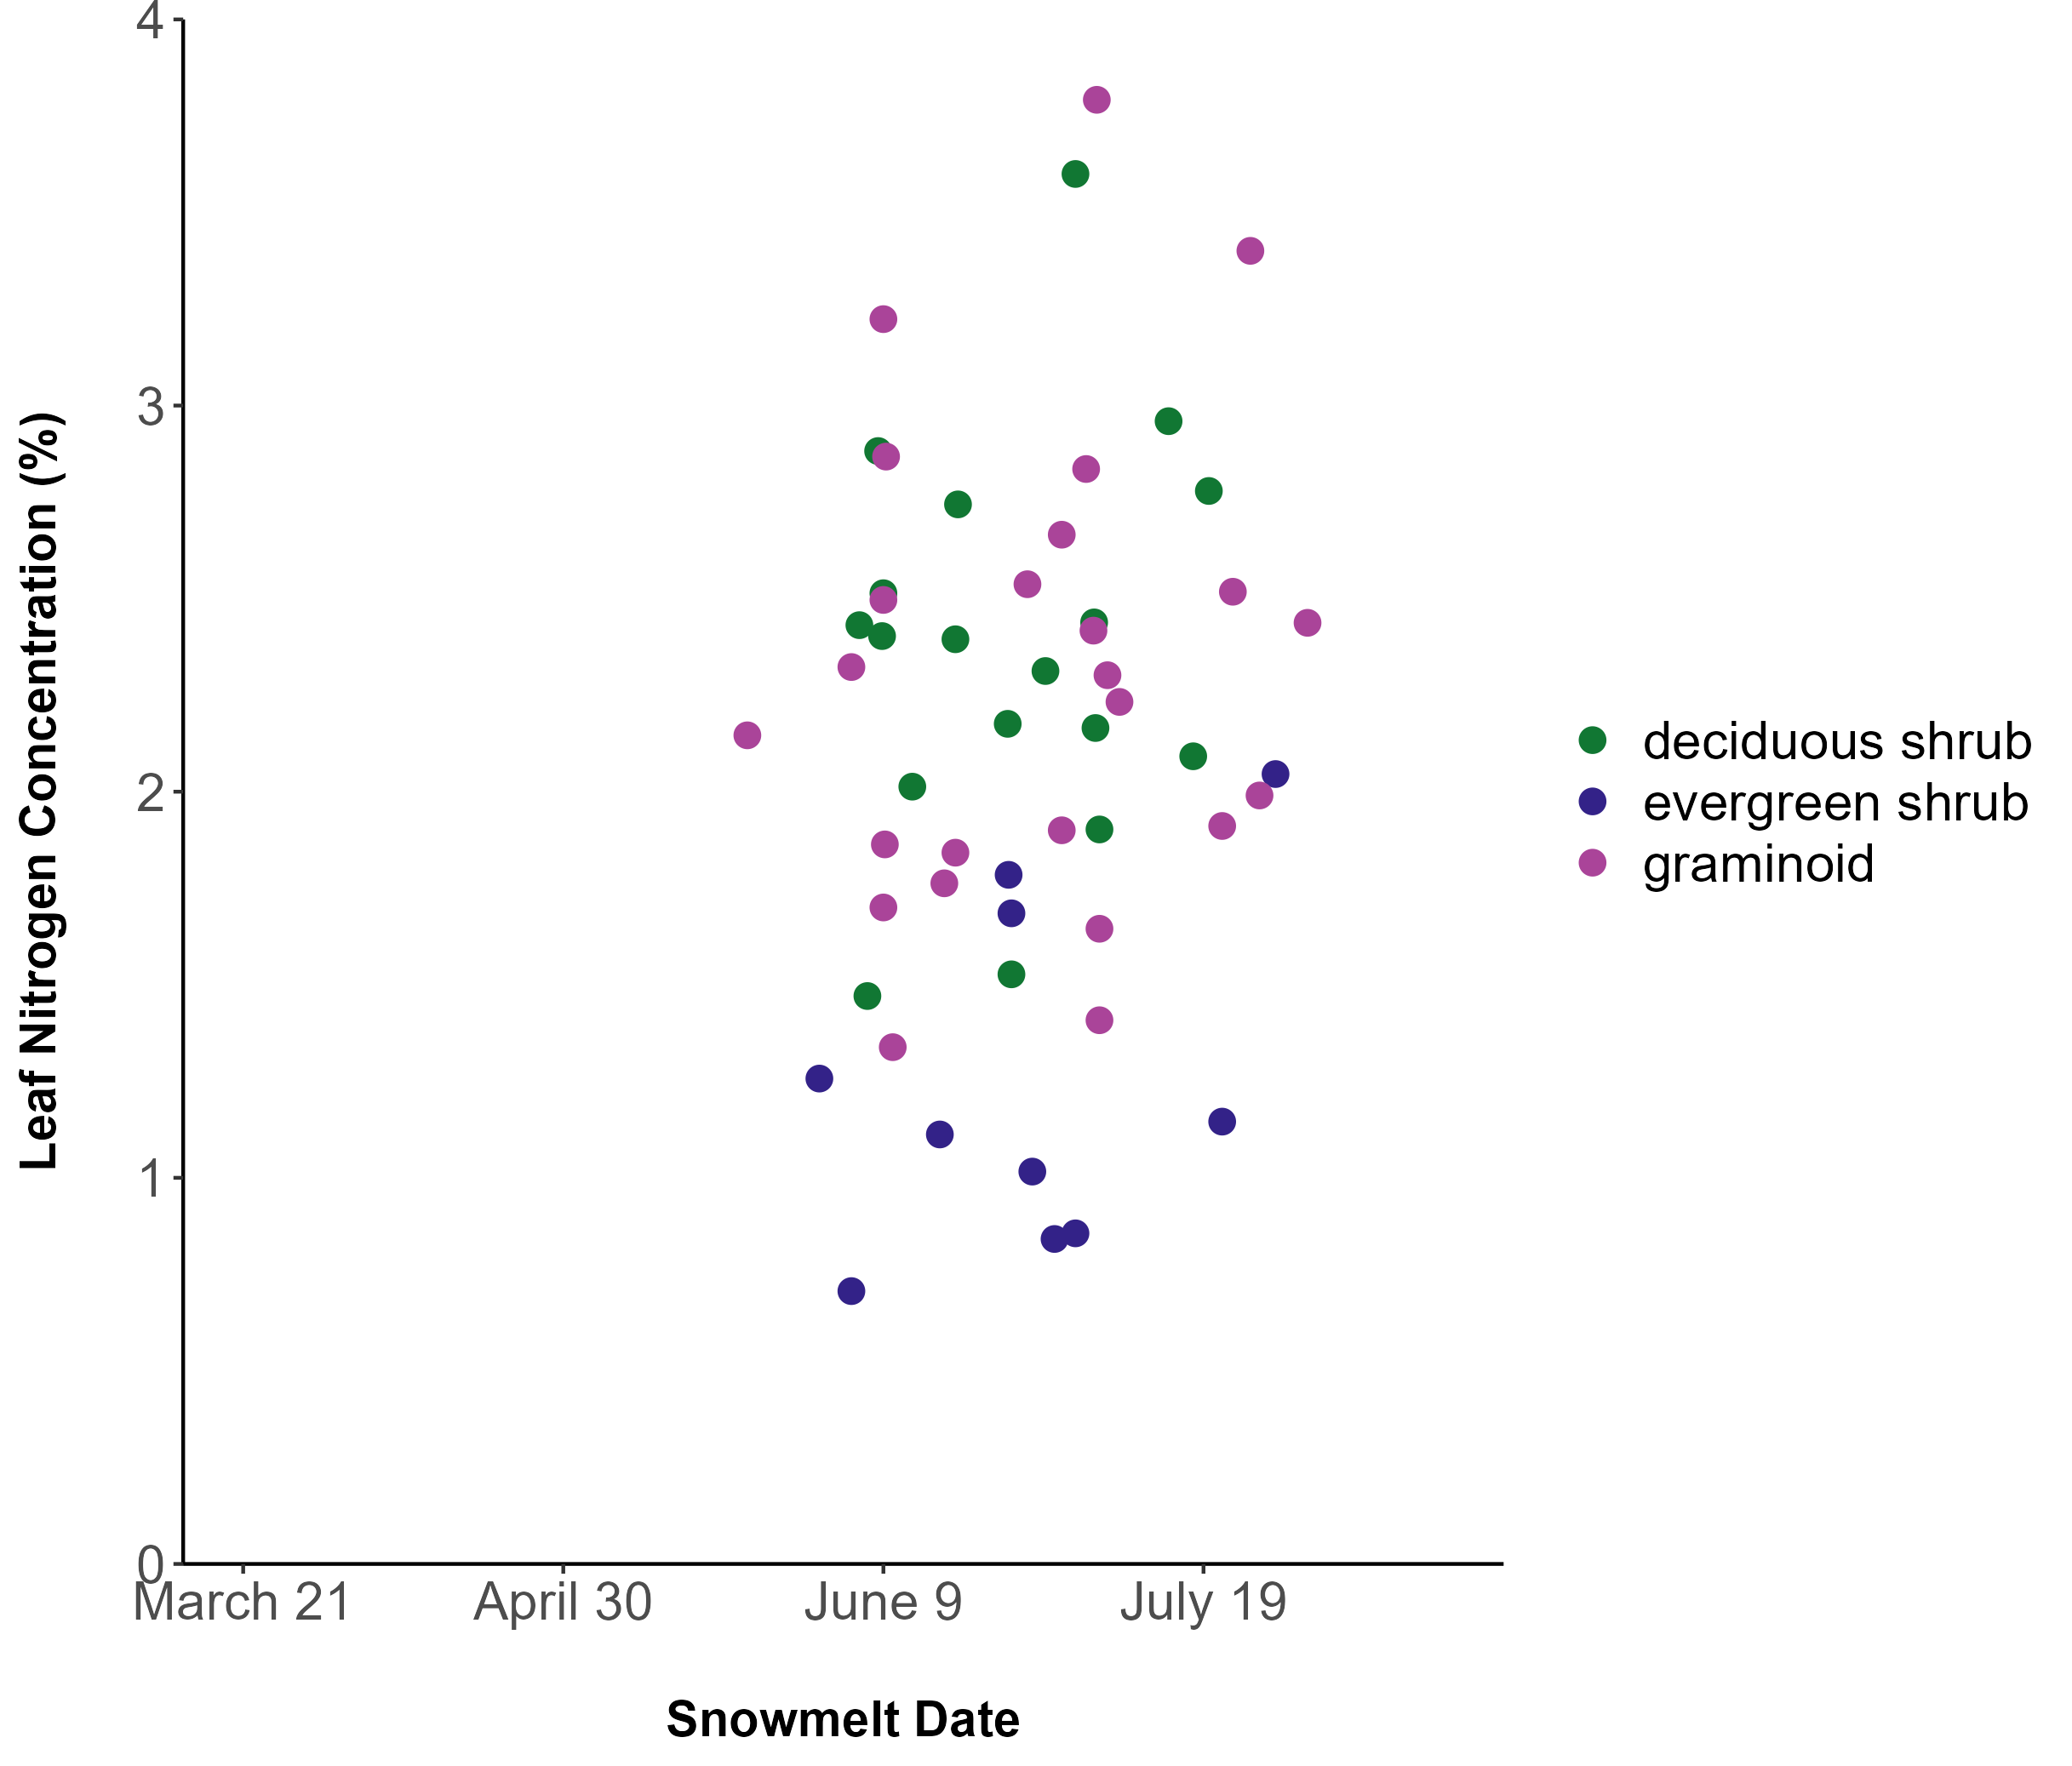 4
3
2
1
0
Leaf Nitrogen Concentration (%)
March 21
April 30
June 9
July 19
Snowmelt Date
deciduous shrub
evergreen shrub
graminoid